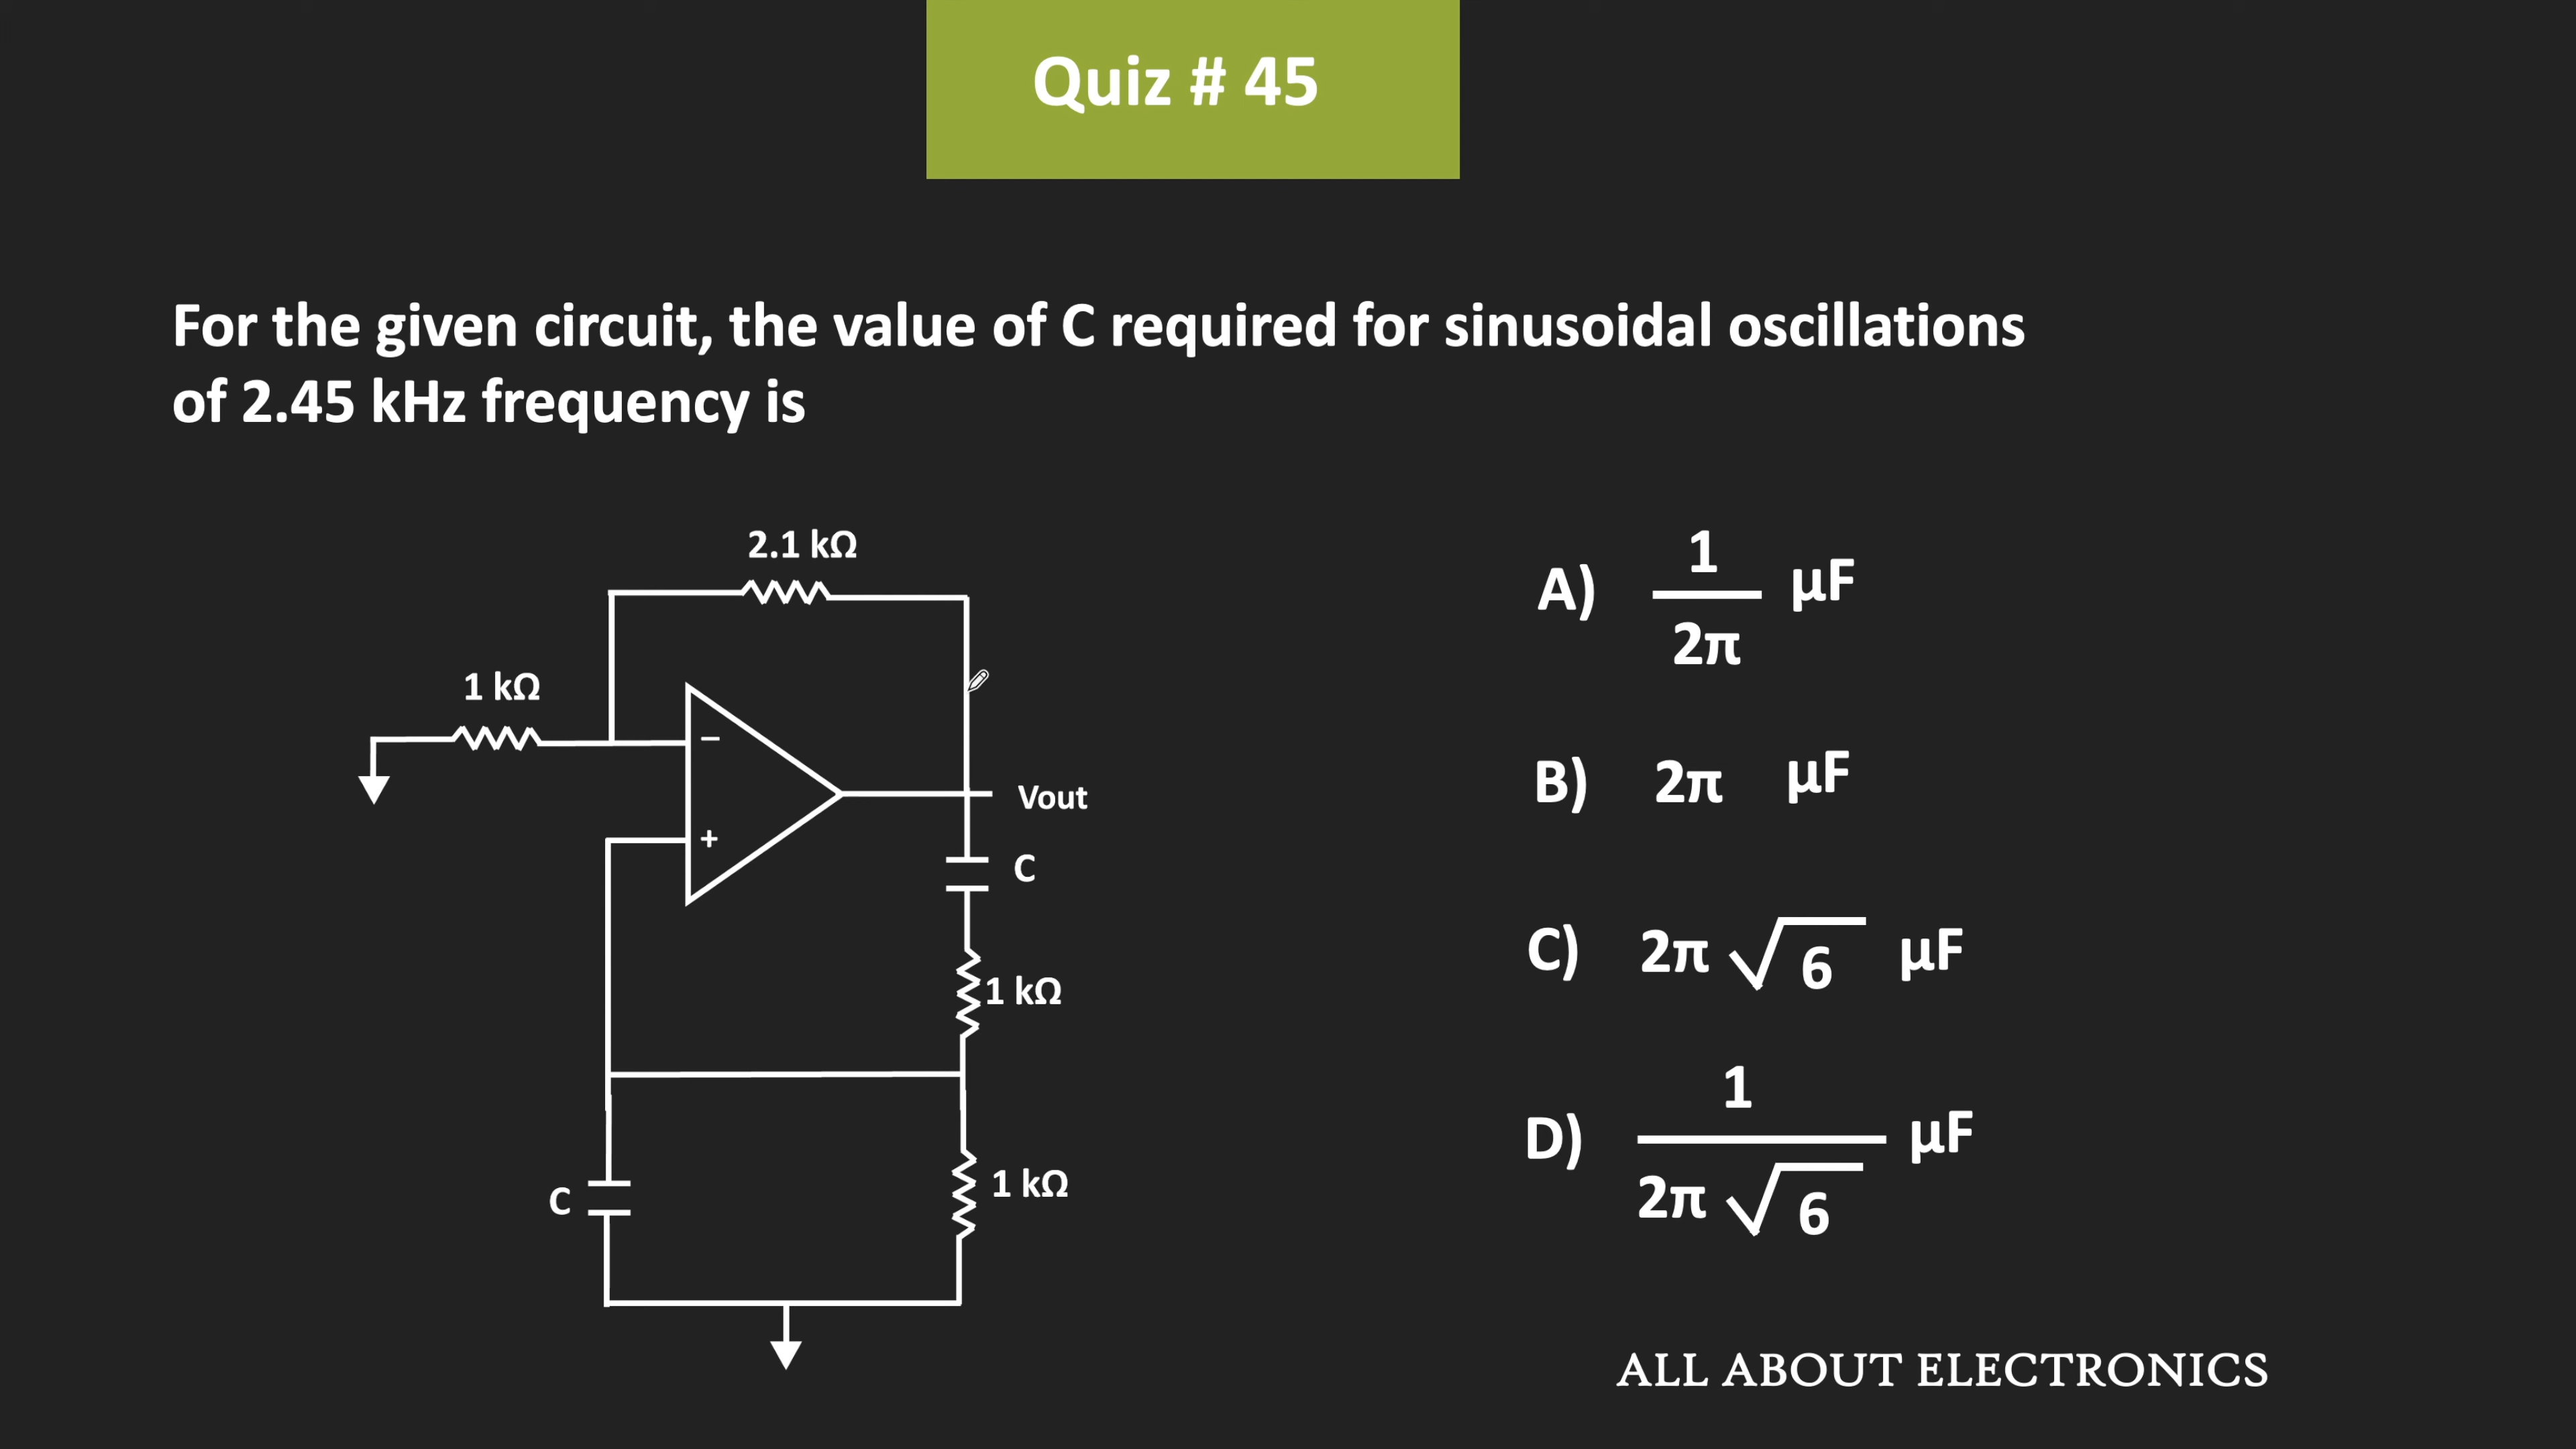 Quiz # 45
For the given circuit, the value of C required for sinusoidal oscillations
of 2.45 kHz frequency is
2.1 kΩ
1 kΩ
−
+
Vout
C
1 kΩ
C
1 kΩ
A) 1/2π µF
B) 2π µF
C) 2π √6 µF
D) 1/2π √6 µF
ALL ABOUT ELECTRONICS